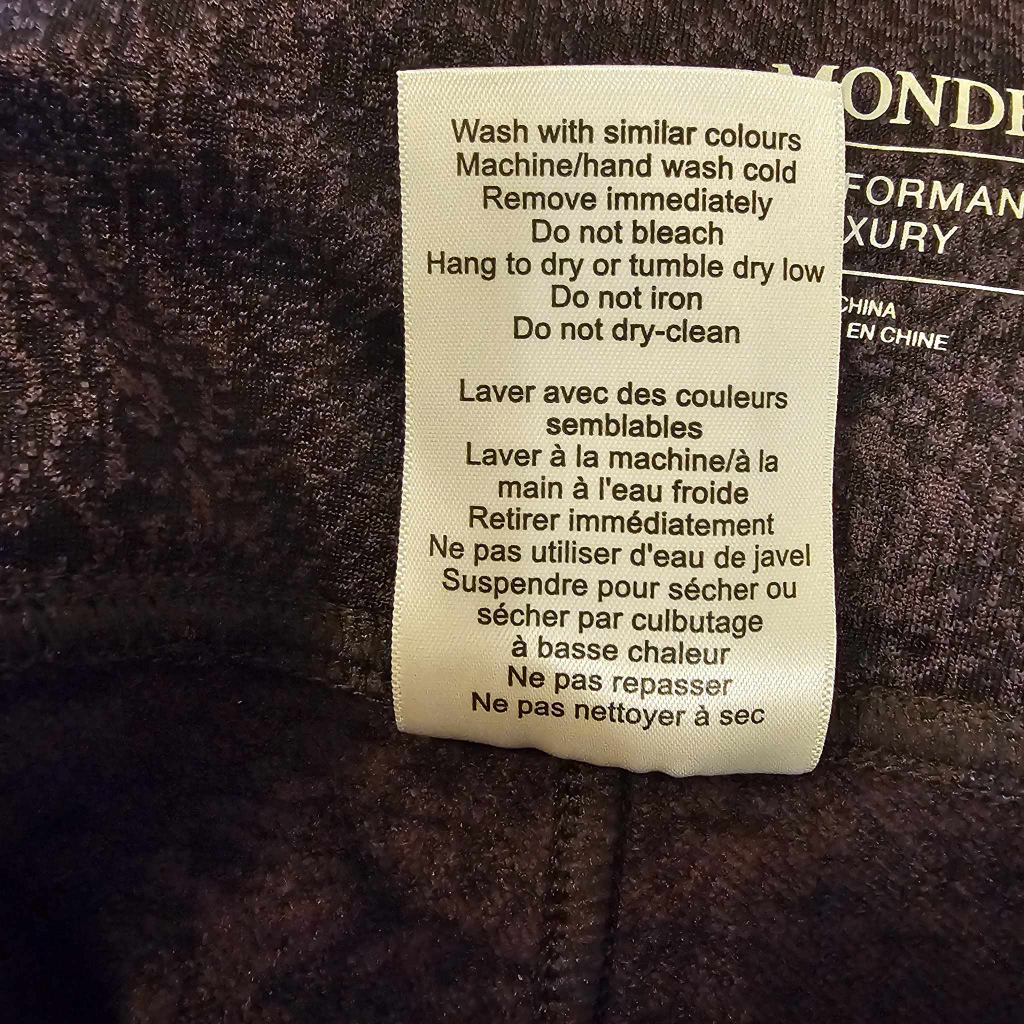 Wash with similar colours
Machine/hand wash cold
Remove immediately
Do not bleach
Hang to dry or tumble dry low
Do not iron
Do not dry-clean
Laver avec des couleurs
semblables
Laver à la machine/à la
main à l'eau froide
Retirer immédiatement
Ne pas utiliser d'eau de javel
Suspendre pour sécher ou
sécher par culbutage
à basse chaleur
Ne pas repasser
Ne pas nettoyer à sec
MOND
FORMAN
XURY
CHINA
EN CHINE